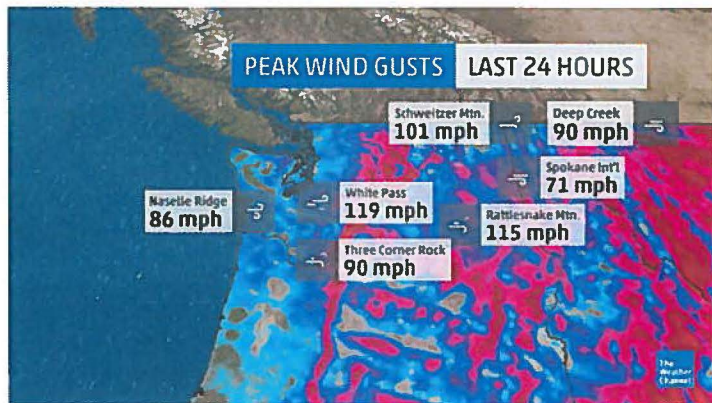 PEAK WIND GUSTS LAST 24 HOURS
Schweitzer Mtn.
101 mph
Deep Creek
90 mph
Spokane Int'l
71 mph
Naselle Ridge
86 mph
White Pass
119 mph
Rattlesnake Mtn.
115 mph
Three Corner Rock
90 mph
The
Weather
Channel